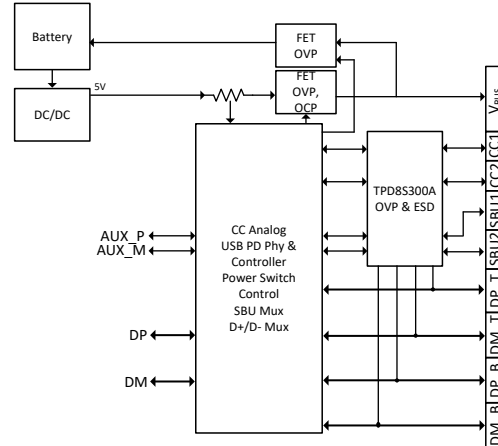 Battery
FET
OVP
5V
DC/DC
FET
OVP,
OCP
VBUS
CC1
CC2
TPD8S300A
OVP & ESD
SBU1
SBU2
AUX_P
AUX_M
CC Analog
USB PD Phy &
Controller
Power Switch
Control
SBU Mux
D+/D- Mux
DP_T
DP
DM_T
DM
DP_B
DM_B